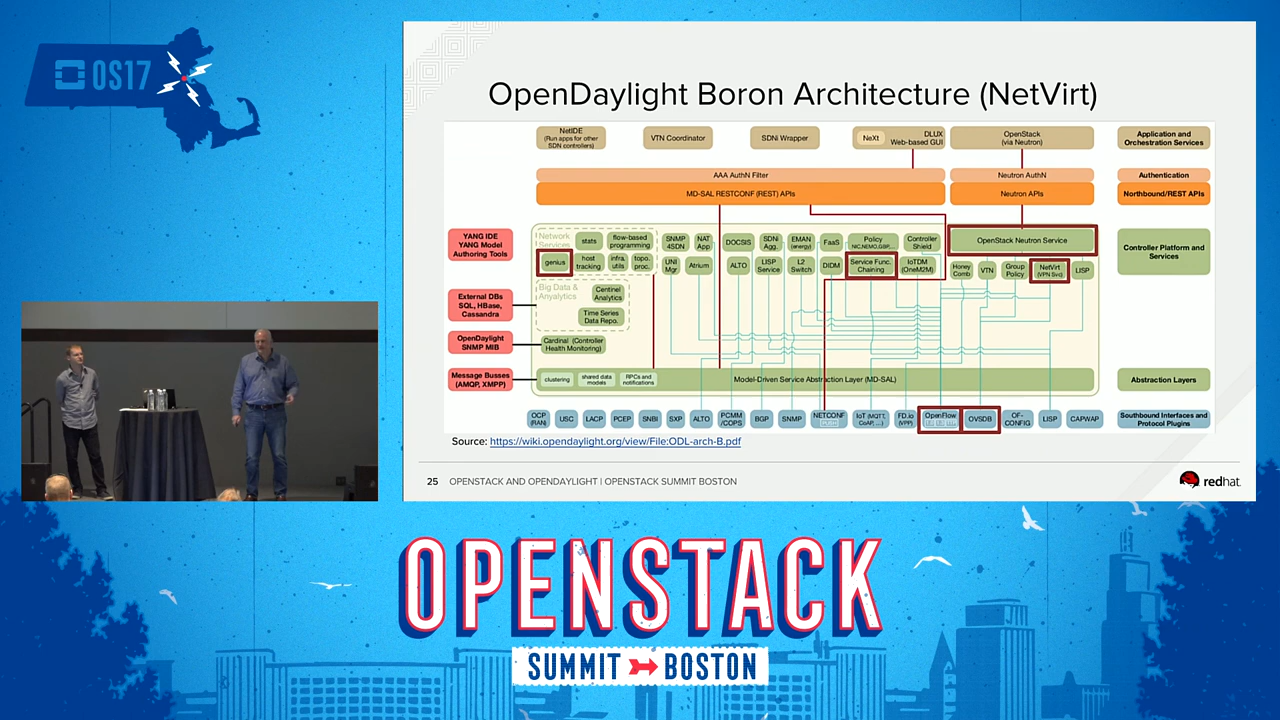 OS17
OpenDaylight Boron Architecture (NetVirt)
NetIDE
(Run apps for other
SDN controllers)
VTN Coordinator
SDNi Wrapper
NeXt
DLUX
Web-based GUI
OpenStack
(via Neutron)
Application and
Orchestration Services
AAA AuthN Filter
Neutron AuthN
Authentication
MD-SAL RESTCONF (REST) APIs
Neutron APIs
Northbound/REST APIs
YANG IDE
YANG Model
Authoring Tools
Network
Services
stats
flow-based
programming
genius
host
tracking
infra.
utils
topo.
proc.
SNMP
4SDN
NAT
App
DOCSIS
SDNi
Agg.
EMAN
(energy)
FaaS
Policy
(NIC,NEMO,GBP,...)
Controller
Shield
OpenStack Neutron Service
Controller Platform and
Services
UNI
Mgr
Atrium
ALTO
LISP
Service
L2
Switch
DIDM
Service Func.
Chaining
IoTDM
(OneM2M)
Honey
Comb
VTN
Group
Policy
NetVirt
(VPN Svc)
LISP
External DBs
SQL, HBase,
Cassandra
Big Data &
Anyalytics
Centinel
Analytics
Time Series
Data Repo.
OpenDaylight
SNMP MIB
Cardinal (Controller
Health Monitoring)
Message Busses
(AMQP, XMPP)
clustering
shared data
models
RPCs and
notifications
Model-Driven Service Abstraction Layer (MD-SAL)
Abstraction Layers
OCP
(RAN)
USC
LACP
PCEP
SNBI
SXP
ALTO
PCMM
/COPS
BGP
SNMP
NETCONF
IoT (MQTT,
CoAP, ...)
FD.io
(VPP)
OpenFlow
OVSDB
OF-
CONFIG
LISP
CAPWAP
Southbound Interfaces and
Protocol Plugins
Source: https://wiki.opendaylight.org/view/File:ODL-arch-B.pdf
25 OPENSTACK AND OPENDAYLIGHT | OPENSTACK SUMMIT BOSTON
redhat.
OPENSTACK
SUMMIT BOSTON